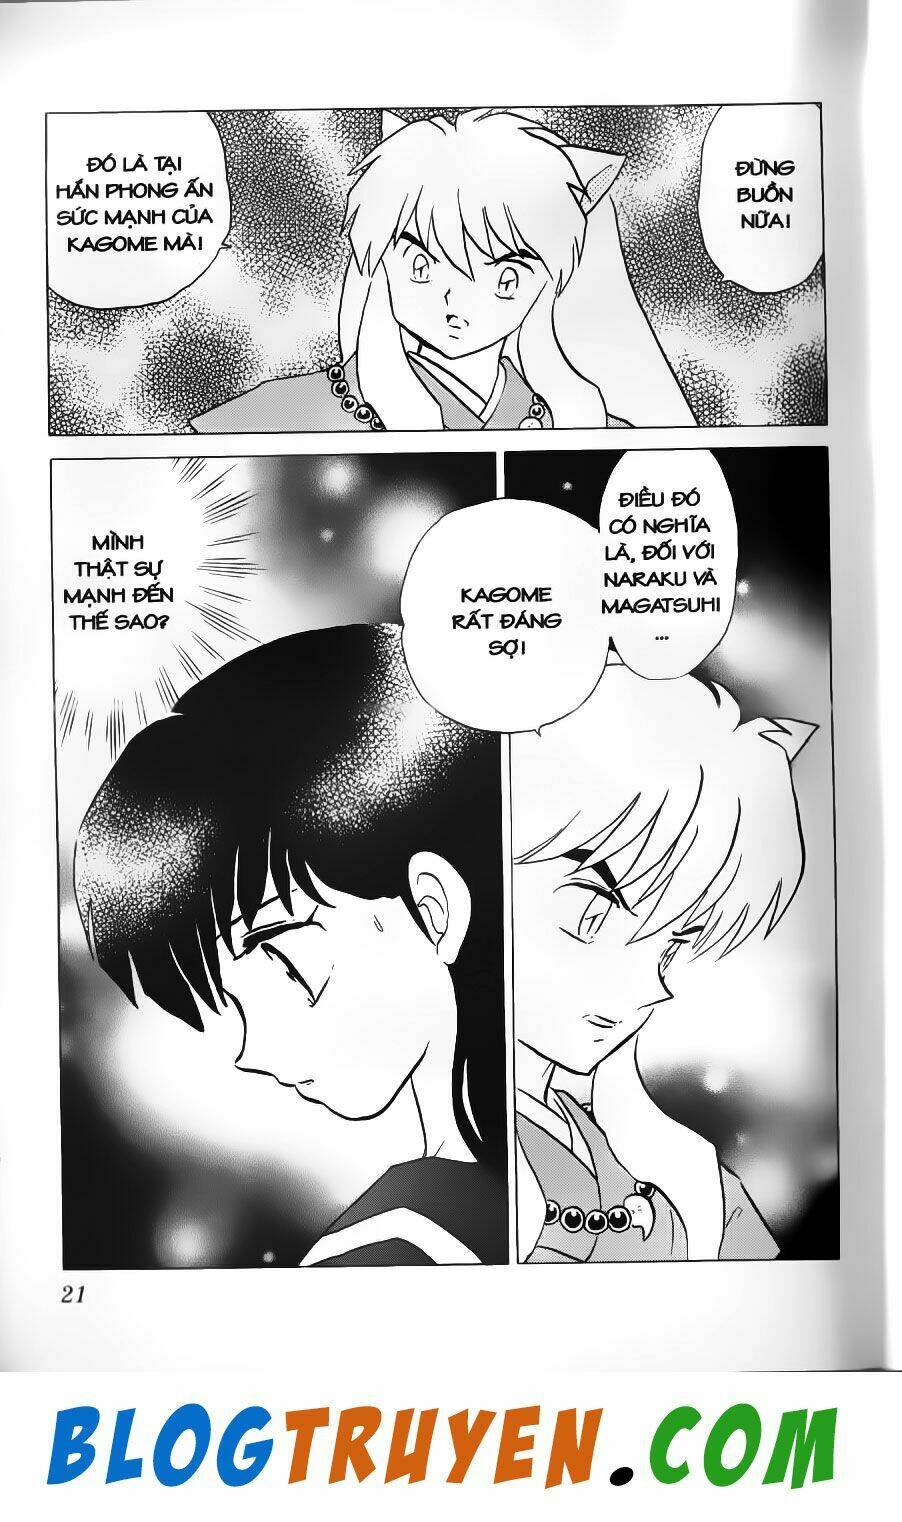 ĐỪNG
BUỒN
NỮA!
ĐÓ LÀ TẠI
HẮN PHONG ẤN
SỨC MẠNH CỦA
KAGOME MÀ!
ĐIỀU ĐÓ
CÓ NGHĨA
LÀ, ĐỐI VỚI
NARAKU VÀ
MAGATSUHI
...
KAGOME
RẤT ĐÁNG
SỢ!
MÌNH
THẬT SỰ
MẠNH ĐẾN
THẾ SAO?
21
BLOGTRUYEN.COM